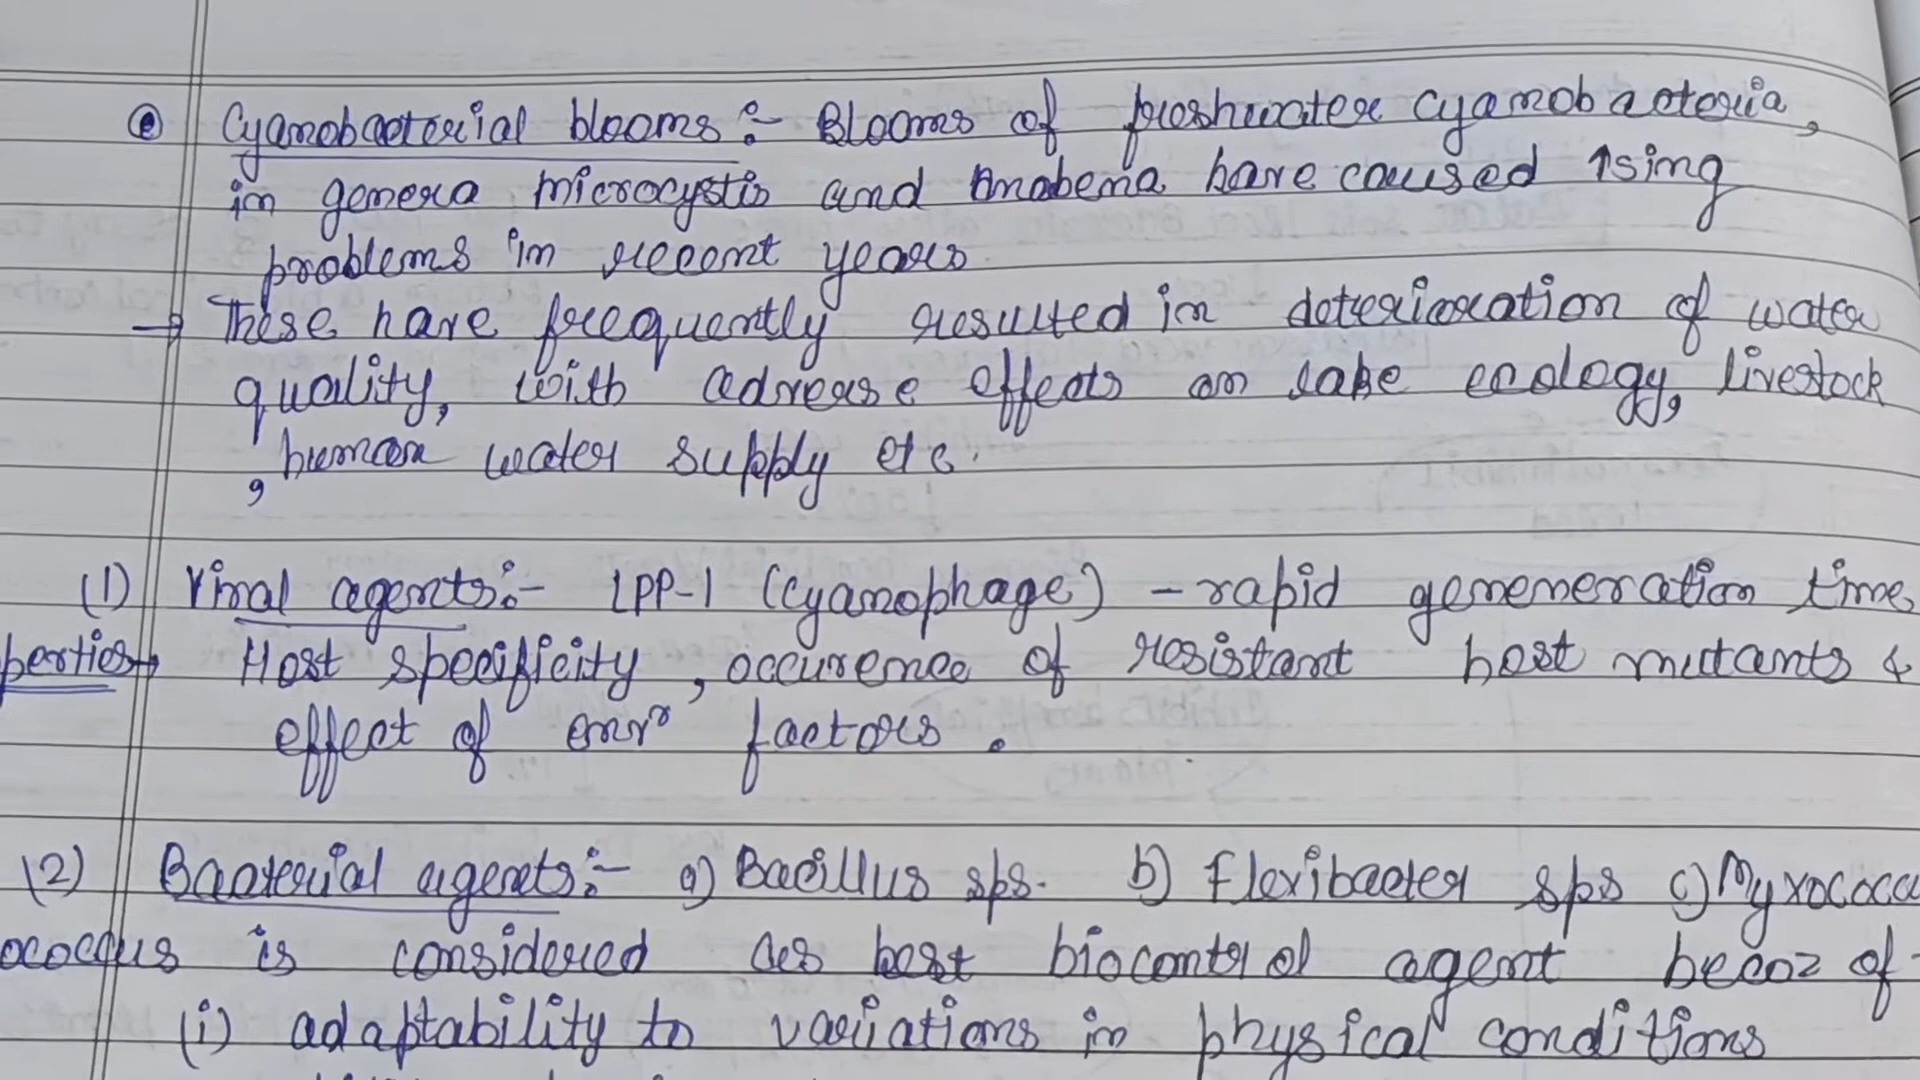 @ Cyanobacterial blooms :- Blooms of freshwater cyanobacteria,
in genera microcystis and Anabena have caused ising
problems in recent years
→ These have frequently resulted in deterioration of water
quality, with adverse effects on lake ecology, livestock
, human water supply etc.
(1) Viral agents :- LPP-1 (cyanophage) - rapid genemeration time,
perties → Host specificity, occurence of resistant host mutants &
effect of envr factors .
(2) Bacterial agents :- a) Bacillus sps. b) Flexibacter sps c) Myxococc
ococcus is considered as best biocontrol agent becoz of
(i) adaptability to variations in physical conditions